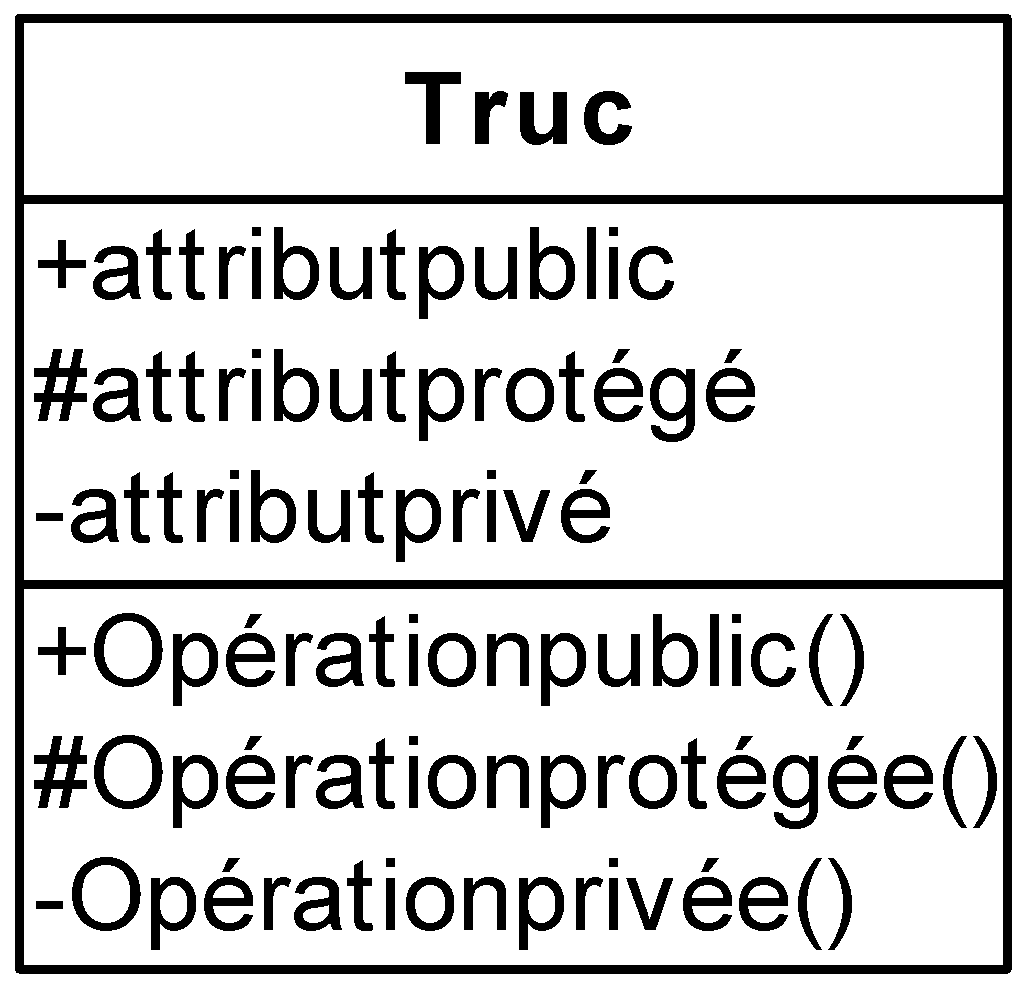 Truc
+attributpublic
#attributprotégé
-attributprivé
+Opérationpublic()
#Opérationprotégée()
-Opérationprivée()